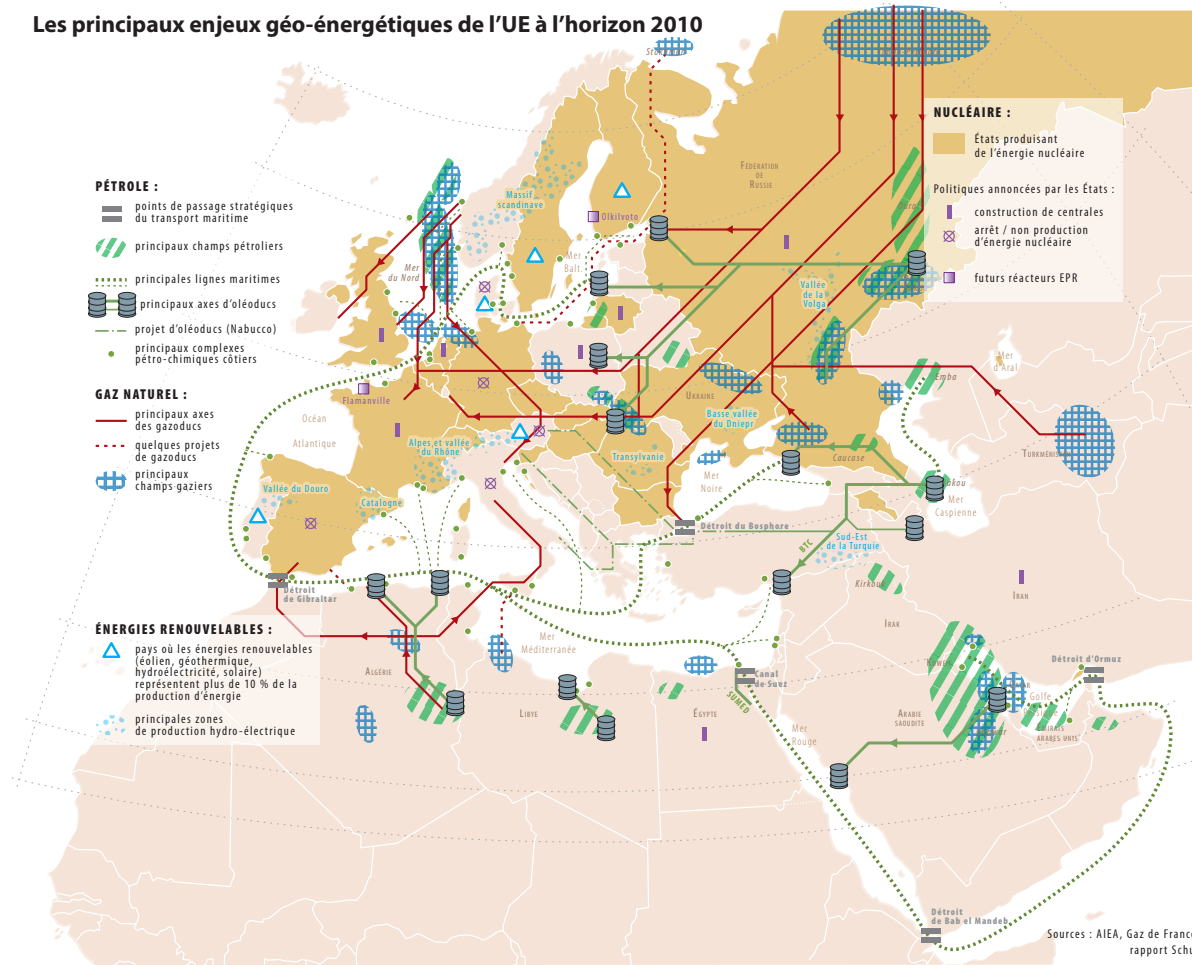 Les principaux enjeux géo-énergétiques de l’UE à l’horizon 2010
PÉTROLE :
points de passage stratégiques
du transport maritime
principaux champs pétroliers
principales lignes maritimes
principaux axes d’oléoducs
projet d’oléoducs (Nabucco)
principaux complexes
pétro-chimiques côtiers
GAZ NATUREL :
principaux axes
des gazoducs
quelques projets
de gazoducs
principaux
champs gaziers
ÉNERGIES RENOUVELABLES :
pays où les énergies renouvelables
(éolien, géothermique,
hydroélectricité, solaire)
représentent plus de 10 % de la
production d’énergie
principales zones
de production hydro-électrique
NUCLÉAIRE :
États produisant
de l’énergie nucléaire
Politiques annoncées par les États :
construction de centrales
arrêt / non production
d’énergie nucléaire
futurs réacteurs EPR
Massif
scandinave
Olkilvoto
Fédération
de
Russie
Mer
du Nord
Mer
Balt.
Vallée
de la
Volga
Flamanville
Océan
Atlantique
Ukraine
Basse vallée
du Dniepr
Emba
Mer
d’Aral
Alpes et vallée
du Rhône
Transylvanie
Caucase
Mer
Noire
Mer
Caspienne
Vallée du Douro
Catalogne
Détroit du Bosphore
BTC
Sud-Est
de la Turquie
Kirkouk
Détroit
de Gibraltar
Iran
Irak
Mer
Méditerranée
Algérie
Libye
Égypte
Canal
de Suez
SUMED
Détroit d’Ormuz
Golfe
Arabie
saoudite
arabes unis
Mer
Rouge
Détroit
de Bab el Mandeb
Sources : AIEA, Gaz de France
rapport Schu